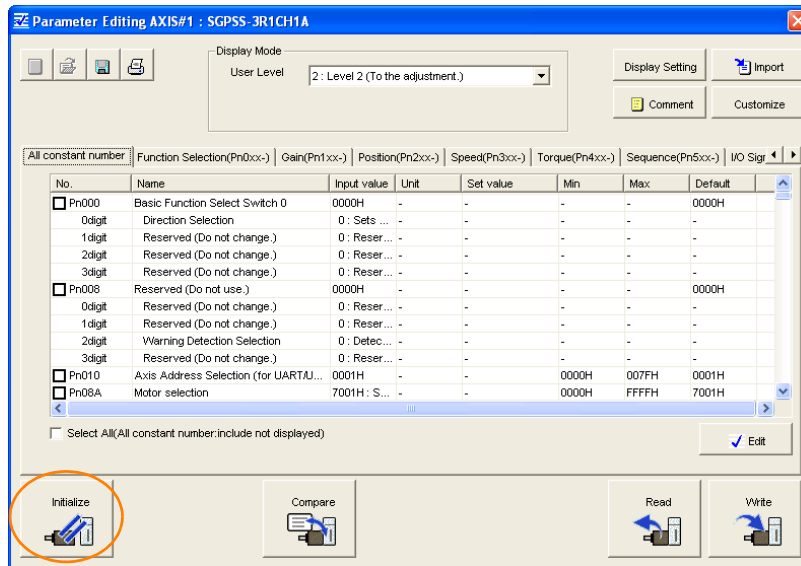 Parameter Editing AXIS#1 : SGPSS-3R1CH1A
Display Mode
User Level 2 : Level 2 (To the adjustment.)
Display Setting Import
Comment Customize
All constant number Function Selection(Pn0xx-) Gain(Pn1xx-) Position(Pn2xx-) Speed(Pn3xx-) Torque(Pn4xx-) Sequence(Pn5xx-) I/O Sigr
No. Name Input value Unit Set value Min Max Default
Pn000 Basic Function Select Switch 0 0000H - - 0000H
0digit Direction Selection 0 : Sets ... - - - - -
1digit Reserved (Do not change.) 0 : Reser... - - - - -
2digit Reserved (Do not change.) 0 : Reser... - - - - -
3digit Reserved (Do not change.) 0 : Reser... - - - - -
Pn008 Reserved (Do not use.) 0000H - - 0000H
0digit Reserved (Do not change.) 0 : Reser... - - - - -
1digit Reserved (Do not change.) 0 : Reser... - - - - -
2digit Warning Detection Selection 0 : Detec... - - - - -
3digit Reserved (Do not change.) 0 : Reser... - - - - -
Pn010 Axis Address Selection (for UART/U... 0001H - - 0000H 007FH 0001H
Pn08A Motor selection 7001H : S... - - 0000H FFFFH 7001H
Select All(All constant number:include not displayed)
Edit
Initialize Compare Read Write